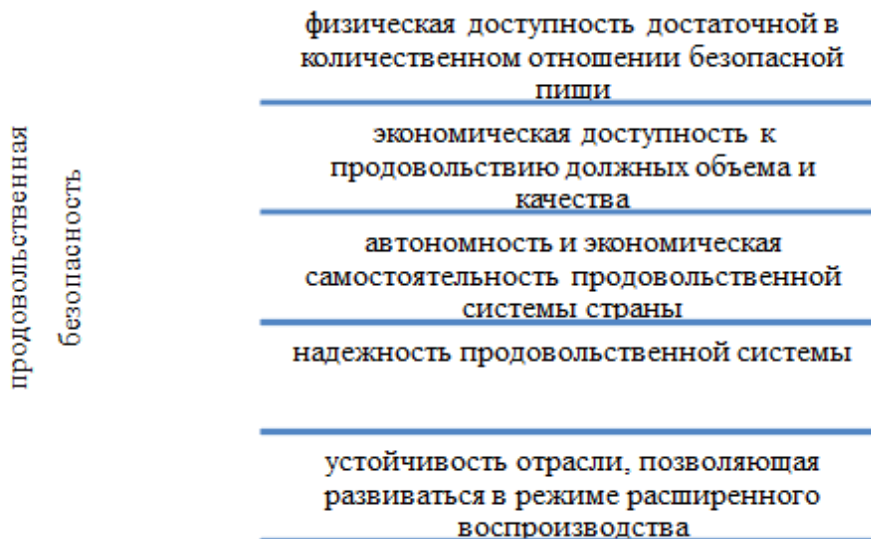 продовольственная
безопасность
физическая доступность достаточной в
количественном отношении безопасной
пищи
экономическая доступность к
продовольствию должных объема и
качества
автономность и экономическая
самостоятельность продовольственной
системы страны
надежность продовольственной системы
устойчивость отрасли, позволяющая
развиваться в режиме расширенного
воспроизводства